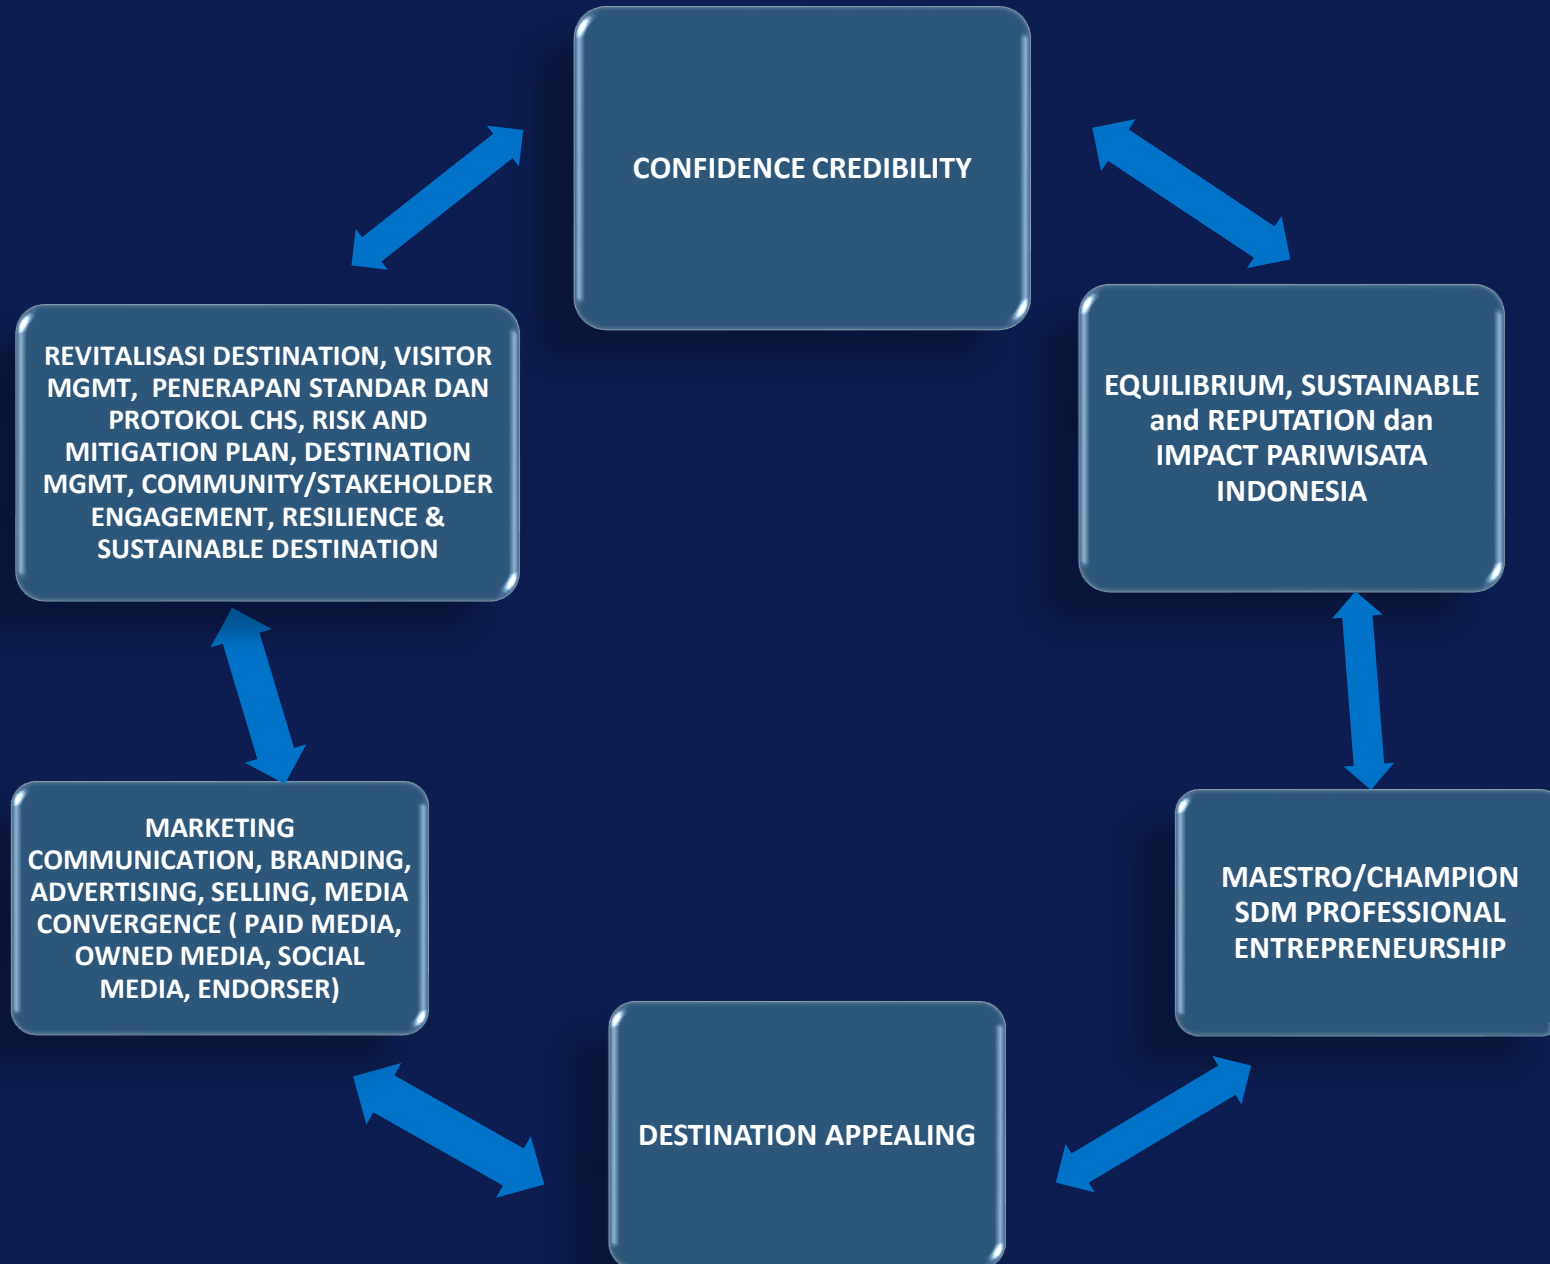 CONFIDENCE CREDIBILITY
REVITALISASI DESTINATION, VISITOR
MGMT, PENERAPAN STANDAR DAN
PROTOKOL CHS, RISK AND
MITIGATION PLAN, DESTINATION
MGMT, COMMUNITY/STAKEHOLDER
ENGAGEMENT, RESILIENCE &
SUSTAINABLE DESTINATION
EQUILIBRIUM, SUSTAINABLE
and REPUTATION dan
IMPACT PARIWISATA
INDONESIA
MARKETING
COMMUNICATION, BRANDING,
ADVERTISING, SELLING, MEDIA
CONVERGENCE ( PAID MEDIA,
OWNED MEDIA, SOCIAL
MEDIA, ENDORSER)
MAESTRO/CHAMPION
SDM PROFESSIONAL
ENTREPRENEURSHIP
DESTINATION APPEALING